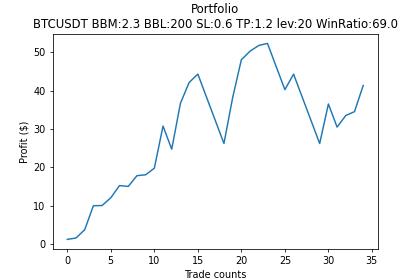 Portfolio
BTCUSDT BBM:2.3 BBL:200 SL:0.6 TP:1.2 lev:20 WinRatio:69.0
Profit ($)
50
40
30
20
10
0
0 5 10 15 20 25 30 35
Trade counts